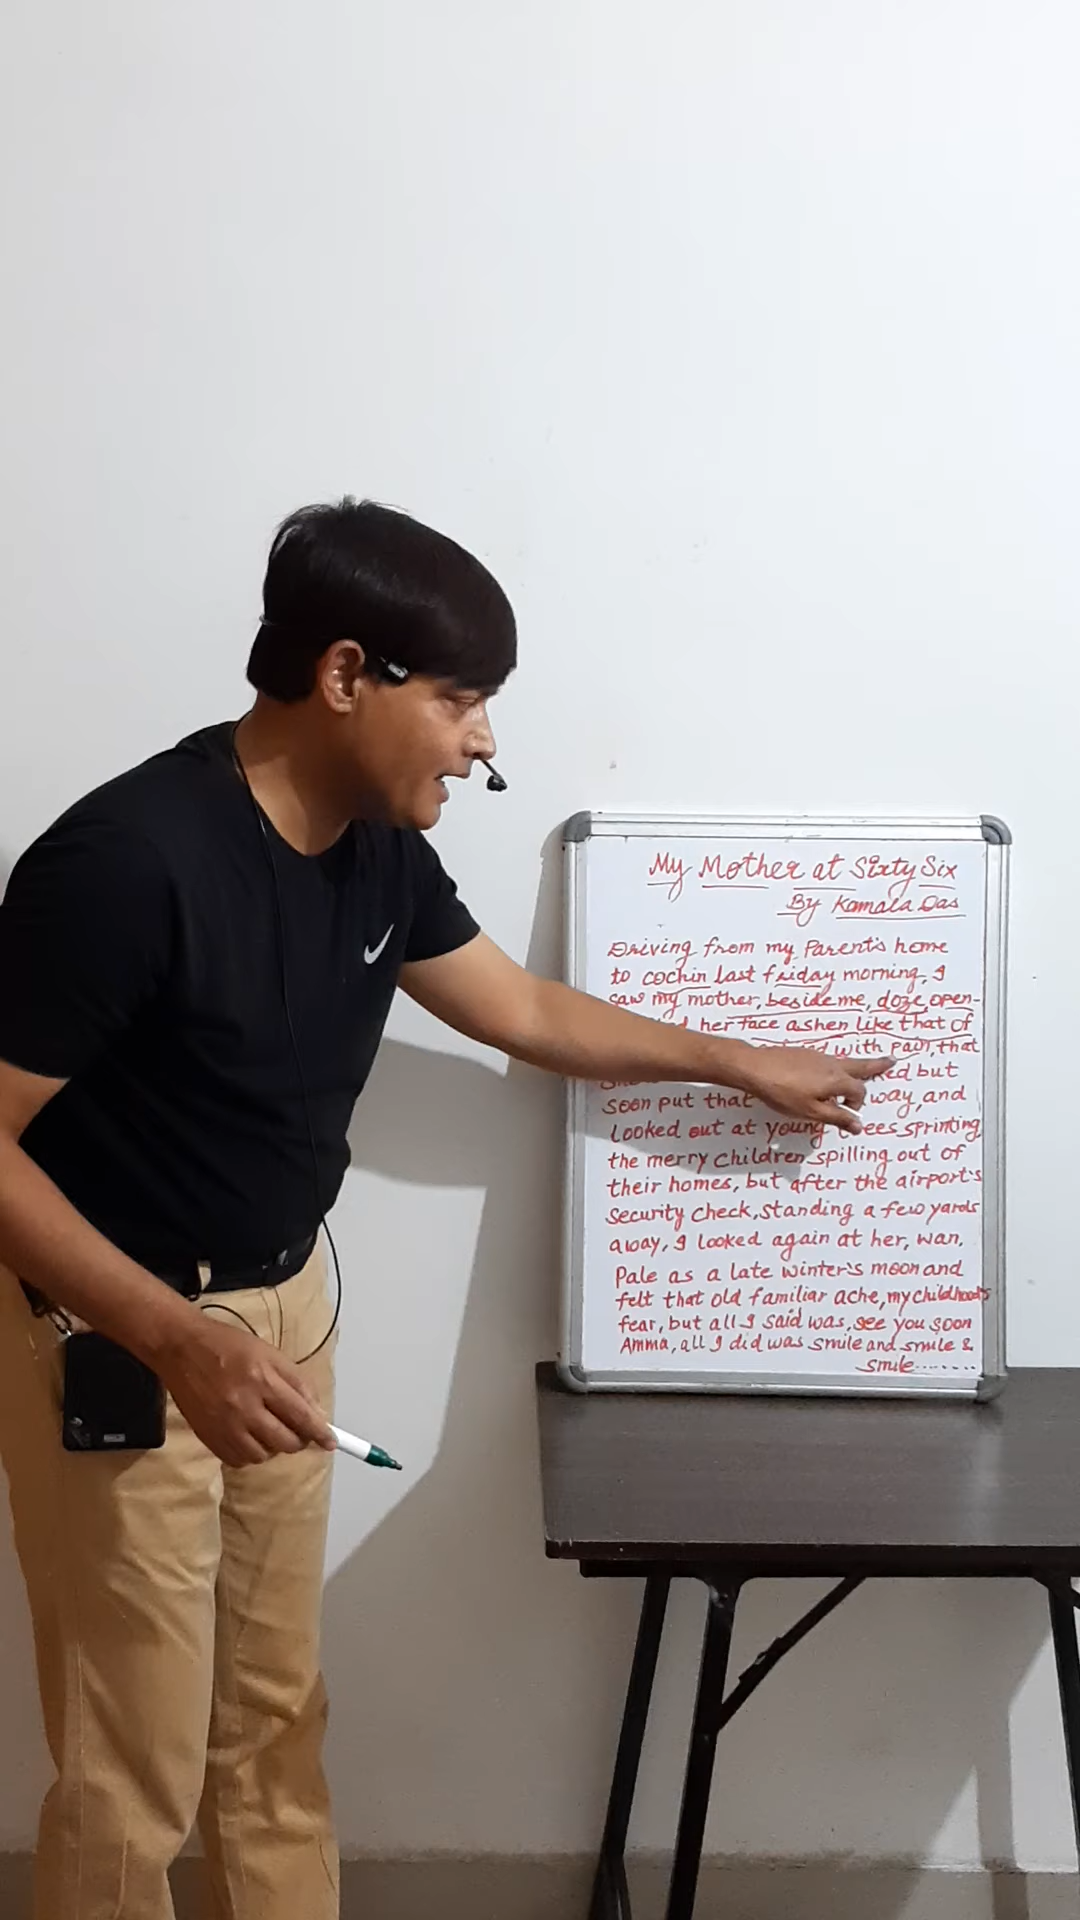 My Mother at Sixty Six
By Kamala Das
Driving from my Parent's home
to cochin last friday morning, I
saw my mother, beside me, doze, open-
her face ashen like that of
with pain, that
but
soon put that way, and
Looked out at young trees sprinting,
the merry Children spilling out of
their homes, but after the airport's
Security Check, standing a few yards
away, I looked again at her, wan,
Pale as a late winter's moon and
felt that old familiar ache, my childhood's
fear, but all I said was, see you soon
Amma, all I did was smile and smile &
smile.......